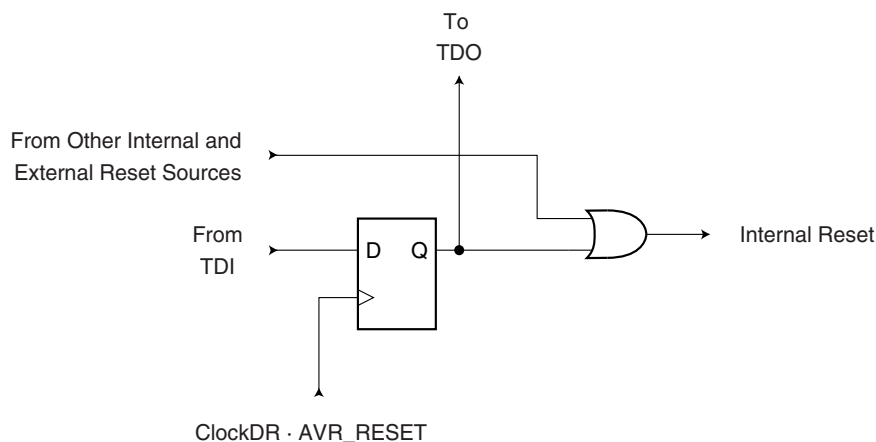 To
TDO
From Other Internal and
External Reset Sources
From
TDI
D Q
Internal Reset
ClockDR · AVR_RESET